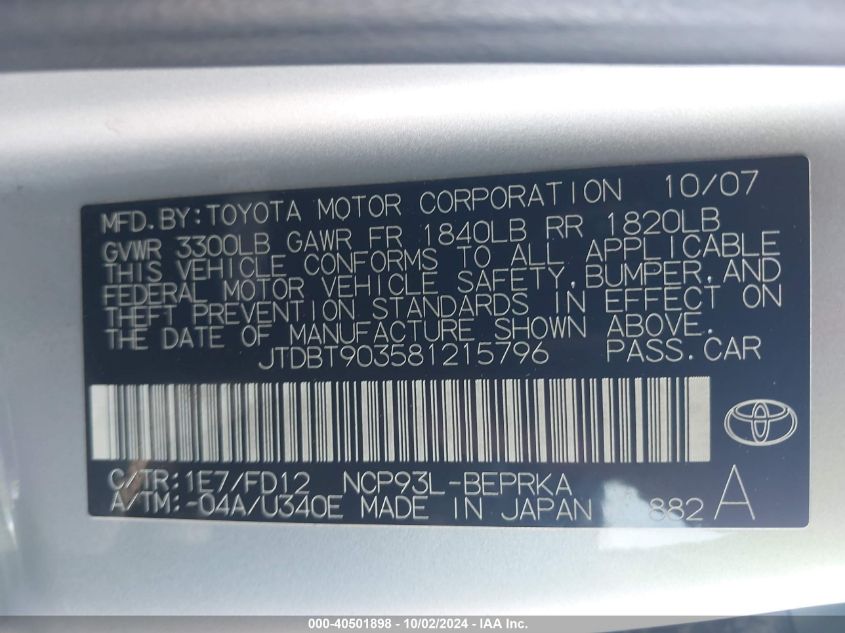 MFD.BY:TOYOTA MOTOR CORPORATION 10/07
GVWR 3300LB GAWR FR 1840LB RR 1820LB
THIS VEHICLE CONFORMS TO ALL APPLICABLE
FEDERAL MOTOR VEHICLE SAFETY,BUMPER,AND
THEFT PREVENTION STANDARDS IN EFFECT ON
THE DATE OF MANUFACTURE SHOWN ABOVE.
JTDBT903581215796 PASS.CAR
C/TR:1E7/FD12 NCP93L-BEPRKA
A/TM:-04A/U340E MADE IN JAPAN 882 A
000-40501898 - 10/02/2024 - IAA Inc.